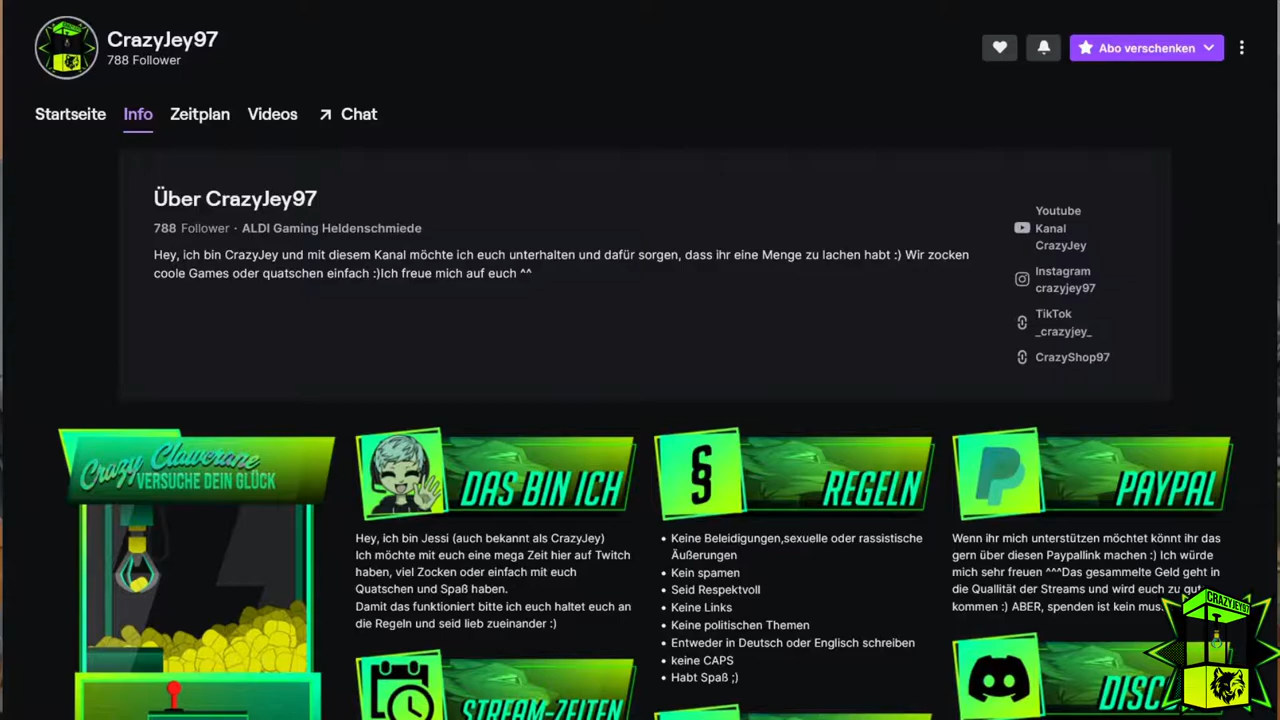 CrazyJey97
788 Follower
Abo verschenken
Startseite Info Zeitplan Videos Chat
Über CrazyJey97
788 Follower · ALDI Gaming Heldenschmiede
Hey, ich bin CrazyJey und mit diesem Kanal möchte ich euch unterhalten und dafür sorgen, dass ihr eine Menge zu lachen habt :) Wir zocken
coole Games oder quatschen einfach :)Ich freue mich auf euch ^^
Youtube
Kanal
CrazyJey
Instagram
crazyjey97
TikTok
_crazyjey_
CrazyShop97
Crazy Clawcrane
VERSUCHE DEIN GLÜCK
DAS BIN ICH
Hey, ich bin Jessi (auch bekannt als CrazyJey)
Ich möchte mit euch eine mega Zeit hier auf Twitch
haben, viel Zocken oder einfach mit euch
Quatschen und Spaß haben.
Damit das funktioniert bitte ich euch haltet euch an
die Regeln und seid lieb zueinander :)
STREAM-ZEITEN
§
REGELN
• Keine Beleidigungen,sexuelle oder rassistische
Äußerungen
• Kein spamen
• Seid Respektvoll
• Keine Links
• Keine politischen Themen
• Entweder in Deutsch oder Englisch schreiben
• keine CAPS
• Habt Spaß ;)
PAYPAL
Wenn ihr mich unterstützen möchtet könnt ihr das
gern über diesen Paypallink machen :) Ich würde
mich sehr freuen ^^^Das gesammelte Geld geht in
die Quallität der Streams und wird euch zu gut
kommen :) ABER, spenden ist kein mus.
DISC
CRAZYJEY97